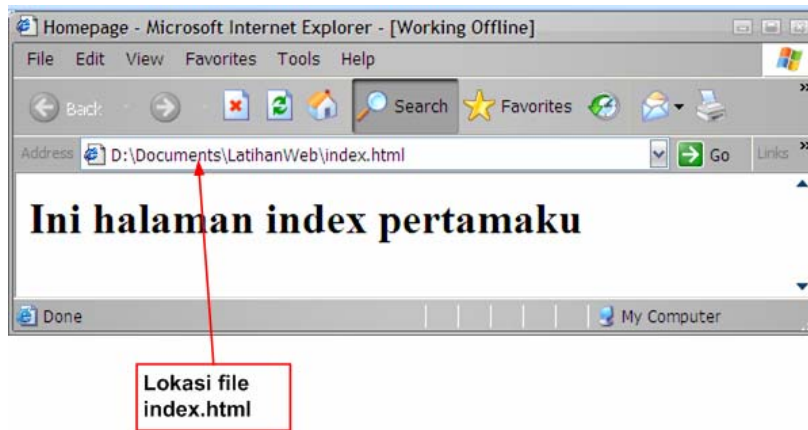 Homepage - Microsoft Internet Explorer - [Working Offline]
File Edit View Favorites Tools Help
Back Search Favorites »
Address D:\Documents\LatihanWeb\index.html Go Links »
Ini halaman index pertamaku
Done My Computer
Lokasi file
index.html